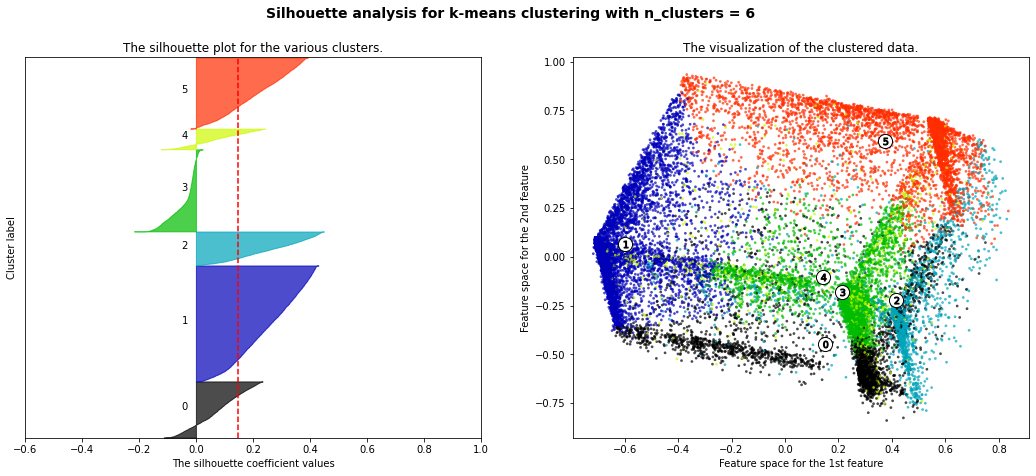 Silhouette analysis for k-means clustering with n_clusters = 6
The silhouette plot for the various clusters.
Cluster label
5
4
3
2
1
0
−0.6 −0.4 −0.2 0.0 0.2 0.4 0.6 0.8 1.0
The silhouette coefficient values
The visualization of the clustered data.
Feature space for the 2nd feature
1.00
0.75
0.50
0.25
0.00
−0.25
−0.50
−0.75
5
1
4
3
2
0
−0.6 −0.4 −0.2 0.0 0.2 0.4 0.6 0.8
Feature space for the 1st feature